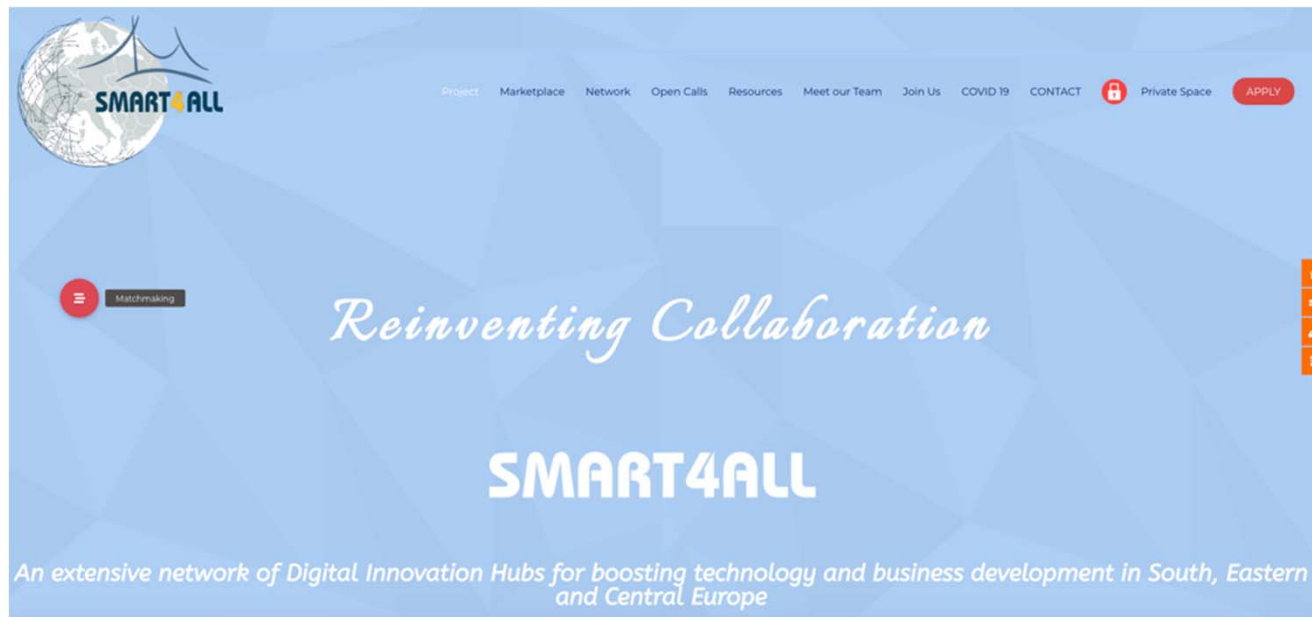 SMART4ALL
Project Marketplace Network Open Calls Resources Meet our Team Join Us COVID 19 CONTACT Private Space APPLY
Matchmaking
Reinventing Collaboration
SMART4ALL
An extensive network of Digital Innovation Hubs for boosting technology and business development in South, Eastern
and Central Europe